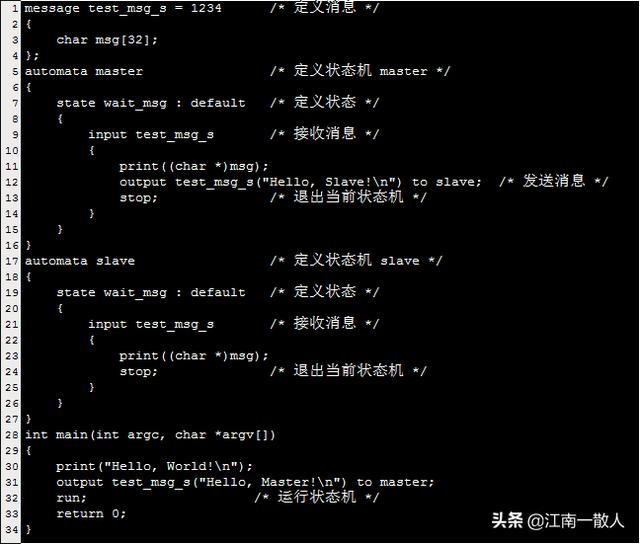 1 message test_msg_s = 1234 /* 定义消息 */
2 {
3 char msg[32];
4 };
5 automata master /* 定义状态机 master */
6 {
7 state wait_msg : default /* 定义状态 */
8 {
9 input test_msg_s /* 接收消息 */
10 {
11 print((char *)msg);
12 output test_msg_s("Hello, Slave!\n") to slave; /* 发送消息 */
13 stop; /* 退出当前状态机 */
14 }
15 }
16 }
17 automata slave /* 定义状态机 slave */
18 {
19 state wait_msg : default /* 定义状态 */
20 {
21 input test_msg_s /* 接收消息 */
22 {
23 print((char *)msg);
24 stop; /* 退出当前状态机 */
25 }
26 }
27 }
28 int main(int argc, char *argv[])
29 {
30 print("Hello, World!\n");
31 output test_msg_s("Hello, Master!\n") to master;
32 run; /* 运行状态机 */
33 return 0;
34 }
头条 @江南一散人